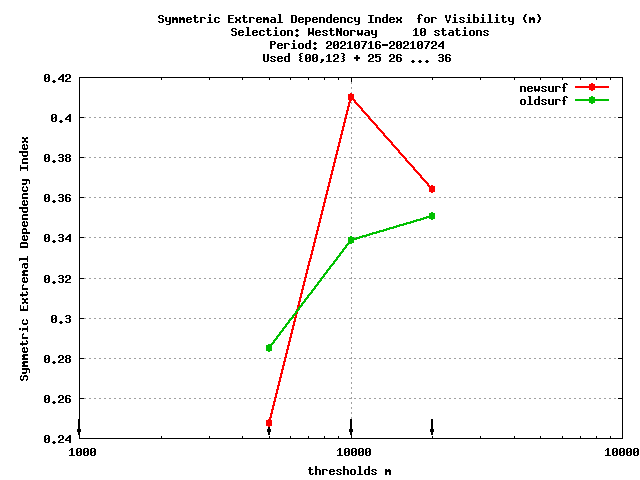 Symmetric Extremal Dependency Index for Visibility (m)
Selection: WestNorway 10 stations
Period: 20210716-20210724
Used {00,12} + 25 26 ... 36
newsurf
oldsurf
Symmetric Extremal Dependency Index
0.42
0.4
0.38
0.36
0.34
0.32
0.3
0.28
0.26
0.24
1000
10000
10000
thresholds m